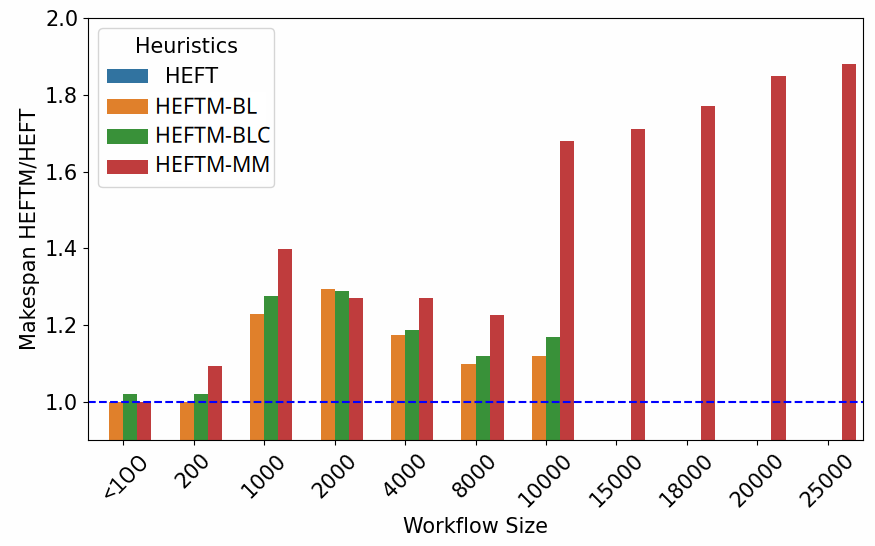 Heuristics
HEFT
HEFTM-BL
HEFTM-BLC
HEFTM-MM
Makespan HEFTM/HEFT
2.0
1.8
1.6
1.4
1.2
1.0
<1OO
200
1000
2000
4000
8000
10000
15000
18000
20000
25000
Workflow Size